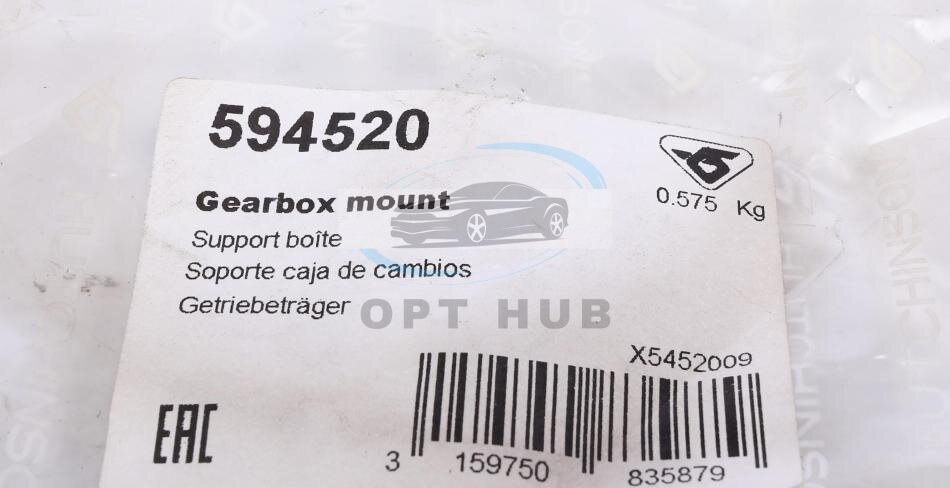 594520
0.575 Kg
Gearbox mount
Support boîte
Soporte caja de cambios
Getriebeträger
OPT HUB
X5452009
EAC
3 159750 835879
HUTCHINSON